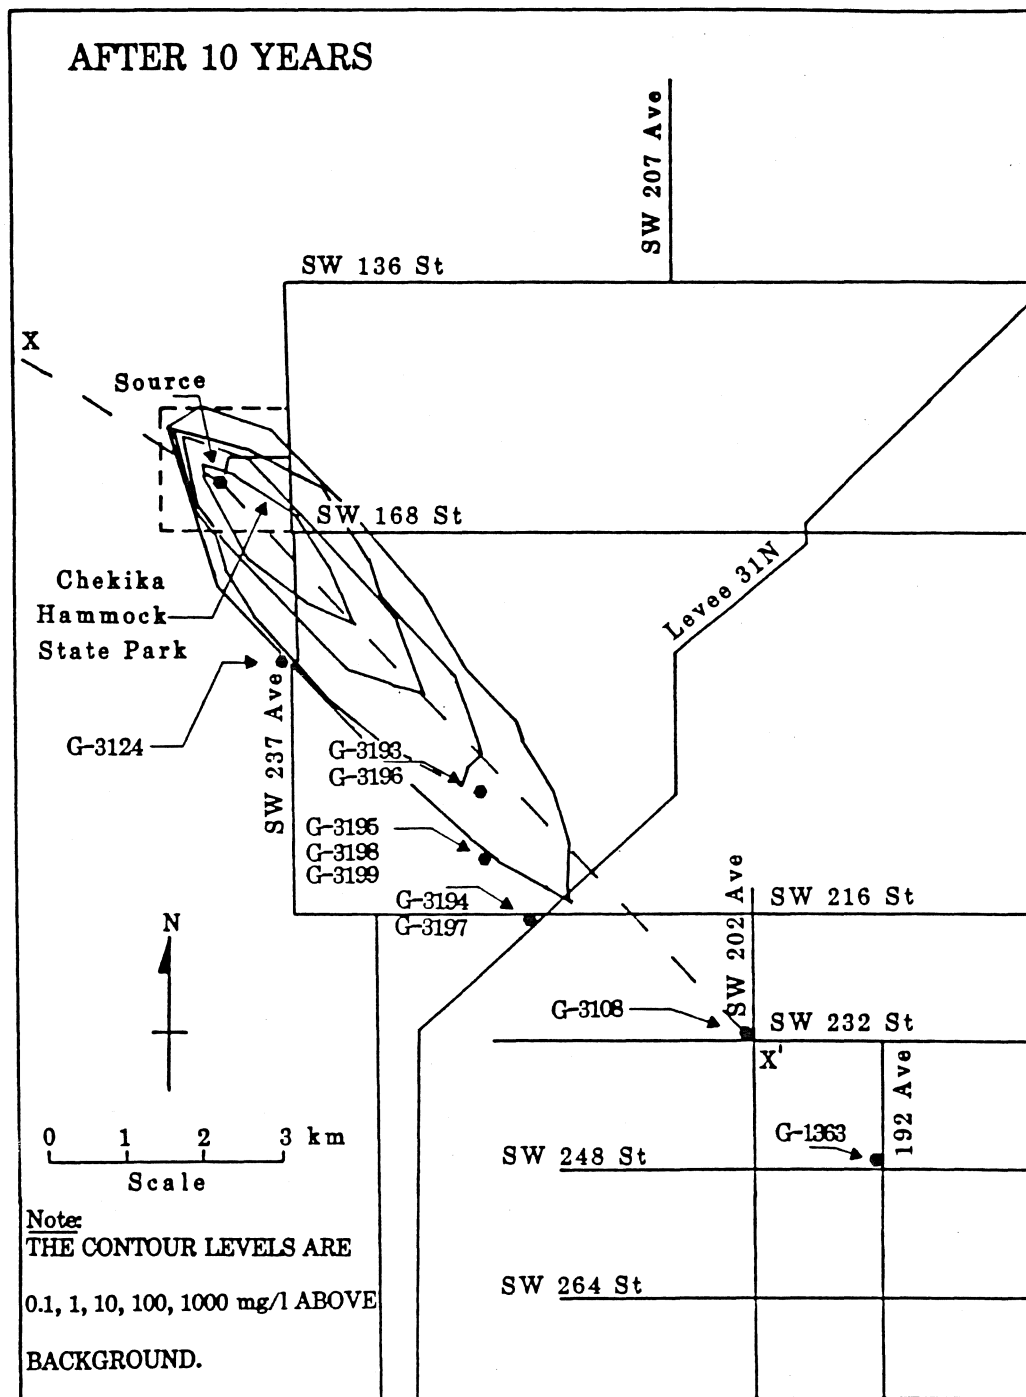 AFTER 10 YEARS
SW 207 Ave
SW 136 St
X
Source
SW 168 St
Levee 31N
Chekika
Hammock
State Park
G-3124
SW 237 Ave
G-3193
G-3196
G-3195
G-3198
G-3199
G-3194
G-3197
SW 202 Ave
SW 216 St
N
G-3108
SW 232 St
X'
192 Ave
0 1 2 3 km
Scale
G-1363
SW 248 St
SW 264 St
Note:
THE CONTOUR LEVELS ARE
0.1, 1, 10, 100, 1000 mg/l ABOVE
BACKGROUND.